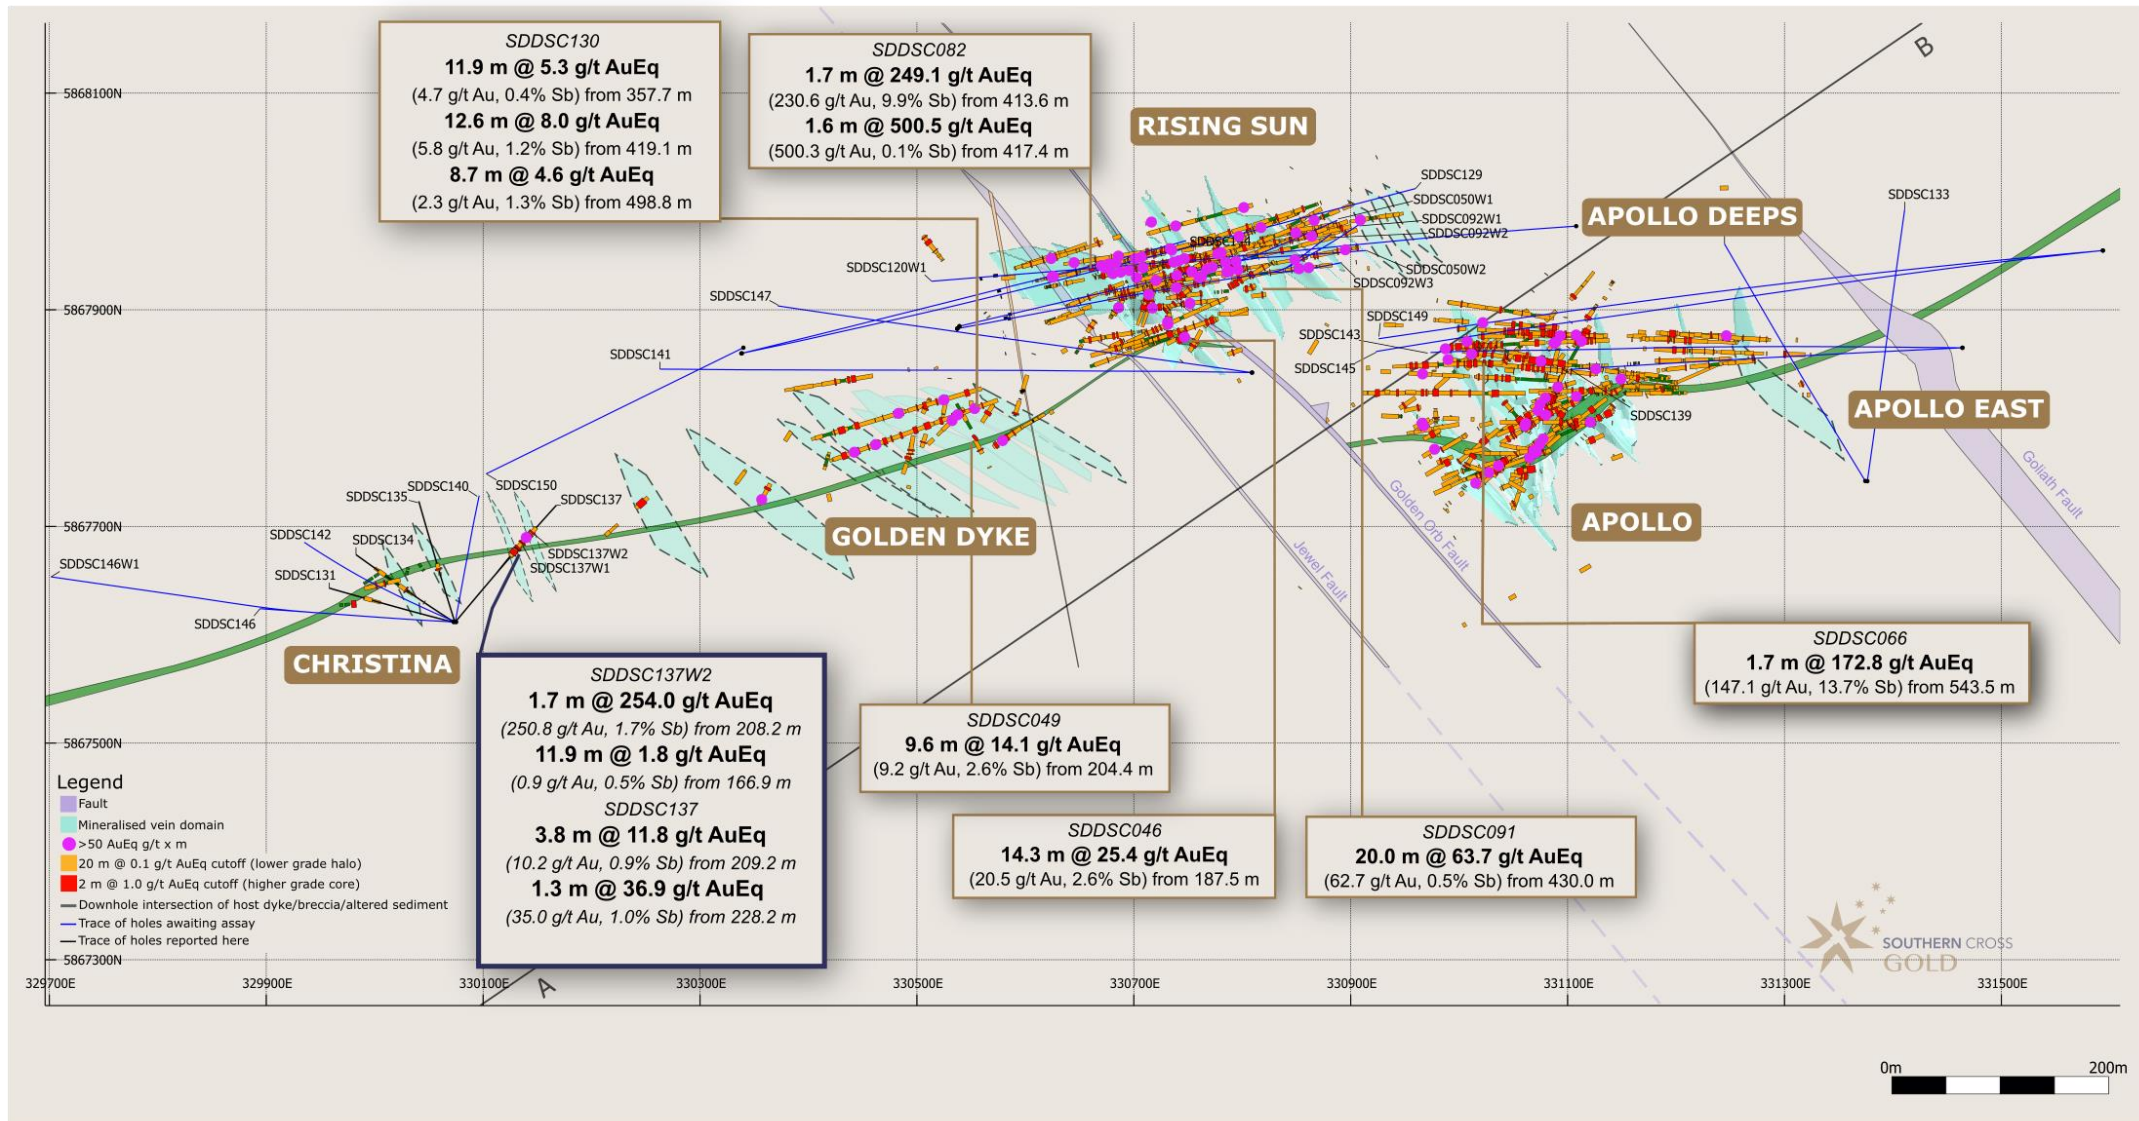 SDDSC130
11.9 m @ 5.3 g/t AuEq
(4.7 g/t Au, 0.4% Sb) from 357.7 m
12.6 m @ 8.0 g/t AuEq
(5.8 g/t Au, 1.2% Sb) from 419.1 m
8.7 m @ 4.6 g/t AuEq
(2.3 g/t Au, 1.3% Sb) from 498.8 m
SDDSC082
1.7 m @ 249.1 g/t AuEq
(230.6 g/t Au, 9.9% Sb) from 413.6 m
1.6 m @ 500.5 g/t AuEq
(500.3 g/t Au, 0.1% Sb) from 417.4 m
B
5868100N
RISING SUN
SDDSC129
SDDSC050W1
SDDSC092W1
SDDSC092W2
APOLLO DEEPS
SDDSC133
SDDSC120W1
SDDSC050W2
SDDSC092W3
SDDSC147
5867900N
SDDSC149
SDDSC143
SDDSC145
SDDSC141
SDDSC139
APOLLO EAST
Goliath Fault
SDDSC140
SDDSC150
SDDSC135
SDDSC137
Golden Orb Fault
5867700N
GOLDEN DYKE
APOLLO
SDDSC142
SDDSC134
SDDSC137W2
SDDSC137W1
SDDSC146W1
SDDSC131
Jewel Fault
SDDSC146
CHRISTINA
SDDSC137W2
1.7 m @ 254.0 g/t AuEq
(250.8 g/t Au, 1.7% Sb) from 208.2 m
11.9 m @ 1.8 g/t AuEq
(0.9 g/t Au, 0.5% Sb) from 166.9 m
SDDSC137
3.8 m @ 11.8 g/t AuEq
(10.2 g/t Au, 0.9% Sb) from 209.2 m
1.3 m @ 36.9 g/t AuEq
(35.0 g/t Au, 1.0% Sb) from 228.2 m
SDDSC066
1.7 m @ 172.8 g/t AuEq
(147.1 g/t Au, 13.7% Sb) from 543.5 m
SDDSC049
9.6 m @ 14.1 g/t AuEq
(9.2 g/t Au, 2.6% Sb) from 204.4 m
5867500N
SDDSC046
14.3 m @ 25.4 g/t AuEq
(20.5 g/t Au, 2.6% Sb) from 187.5 m
SDDSC091
20.0 m @ 63.7 g/t AuEq
(62.7 g/t Au, 0.5% Sb) from 430.0 m
Legend
Fault
Mineralised vein domain
>50 AuEq g/t x m
20 m @ 0.1 g/t AuEq cutoff (lower grade halo)
2 m @ 1.0 g/t AuEq cutoff (higher grade core)
Downhole intersection of host dyke/breccia/altered sediment
Trace of holes awaiting assay
Trace of holes reported here
SOUTHERN CROSS
GOLD
5867300N
A
329700E
329900E
330100E
330300E
330500E
330700E
330900E
331100E
331300E
331500E
0m
200m